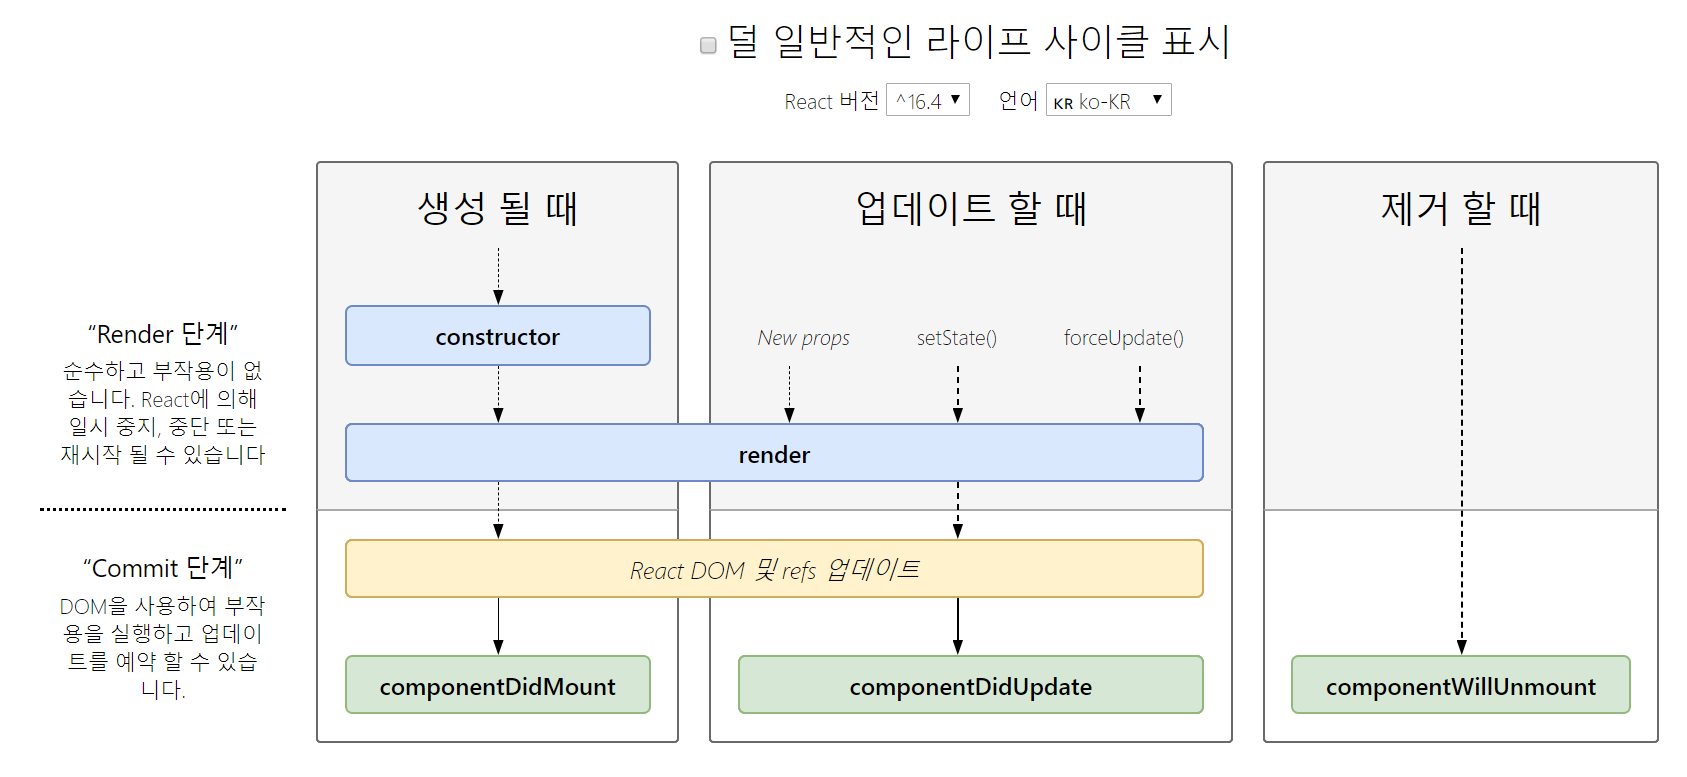 덜 일반적인 라이프 사이클 표시
React 버전 ^16.4 언어 KR ko-KR
생성 될 때
업데이트 할 때
제거 할 때
“Render 단계”
순수하고 부작용이 없
습니다. React에 의해
일시 중지, 중단 또는
재시작 될 수 있습니다
constructor
New props
setState()
forceUpdate()
render
“Commit 단계”
DOM을 사용하여 부작
용을 실행하고 업데이
트를 예약 할 수 있습
니다.
React DOM 및 refs 업데이트
componentDidMount
componentDidUpdate
componentWillUnmount